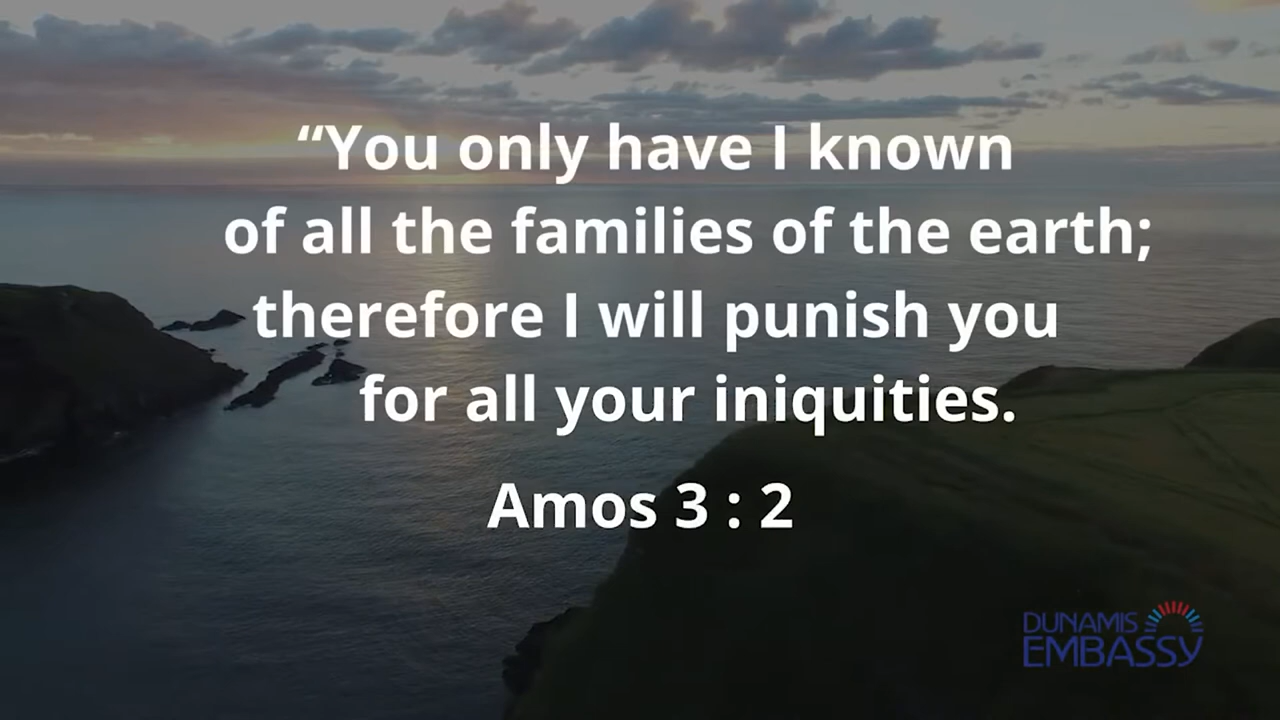 “You only have I known
of all the families of the earth;
therefore I will punish you
for all your iniquities.
Amos 3 : 2
DUNAMIS
EMBASSY